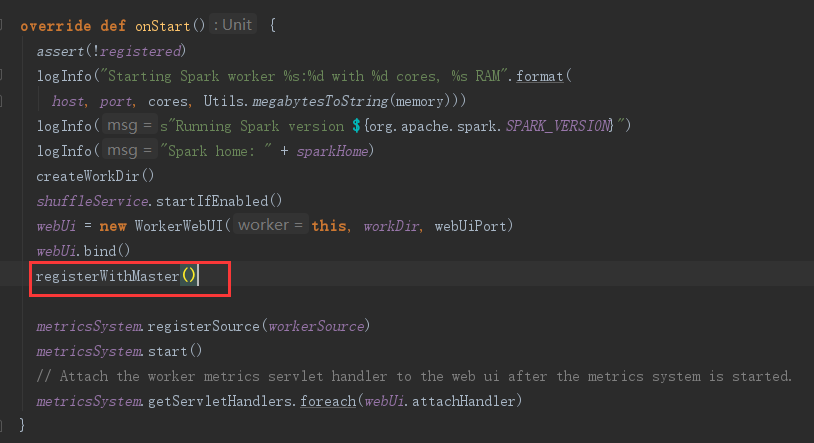 override def onStart() : Unit {
assert(!registered)
logInfo("Starting Spark worker %s:%d with %d cores, %s RAM".format(
host, port, cores, Utils.megabytesToString(memory)))
logInfo( msg = s"Running Spark version ${org.apache.spark.SPARK_VERSION}")
logInfo( msg = "Spark home: " + sparkHome)
createWorkDir()
shuffleService.startIfEnabled()
webUi = new WorkerWebUI( worker = this, workDir, webUiPort)
webUi.bind()
registerWithMaster()
metricsSystem.registerSource(workerSource)
metricsSystem.start()
// Attach the worker metrics servlet handler to the web ui after the metrics system is started.
metricsSystem.getServletHandlers.foreach(webUi.attachHandler)
}